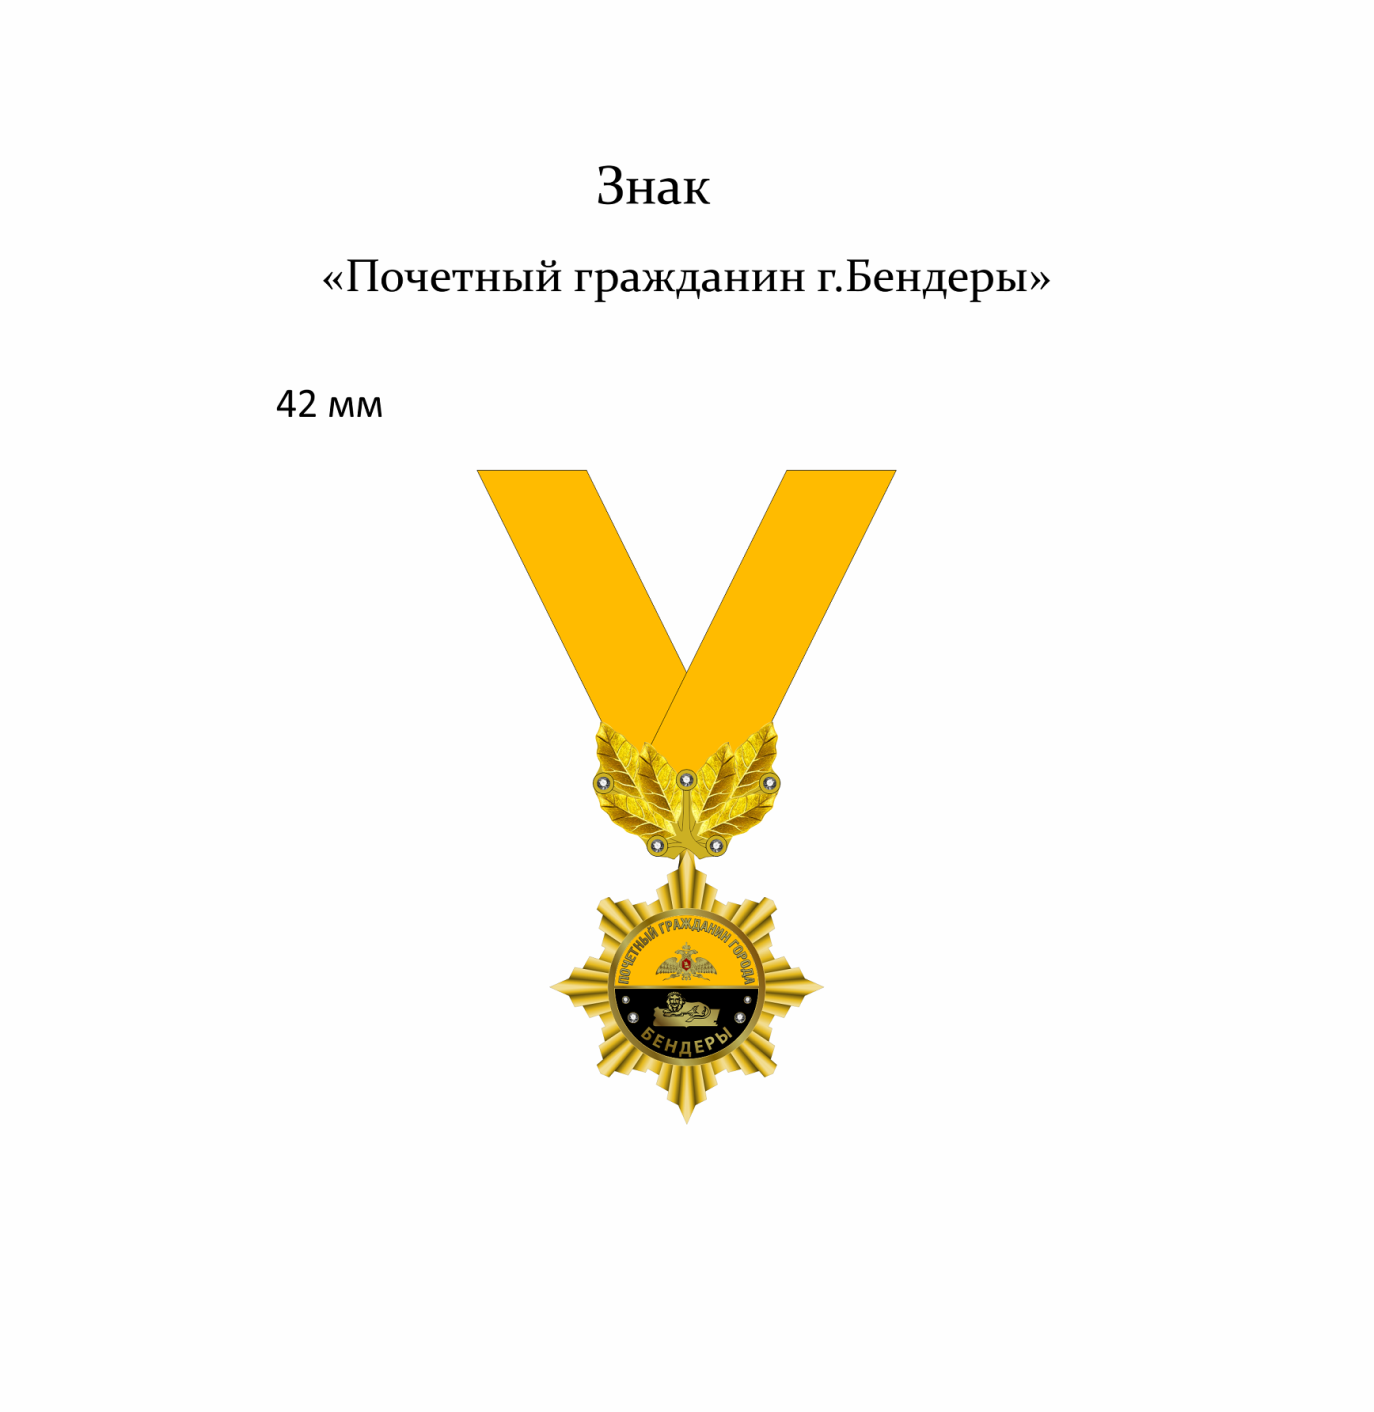 Знак
«Почетный гражданин г.Бендеры»
42 мм
ПОЧЕТНЫЙ ГРАЖДАНИН ГОРОДА
БЕНДЕРЫ